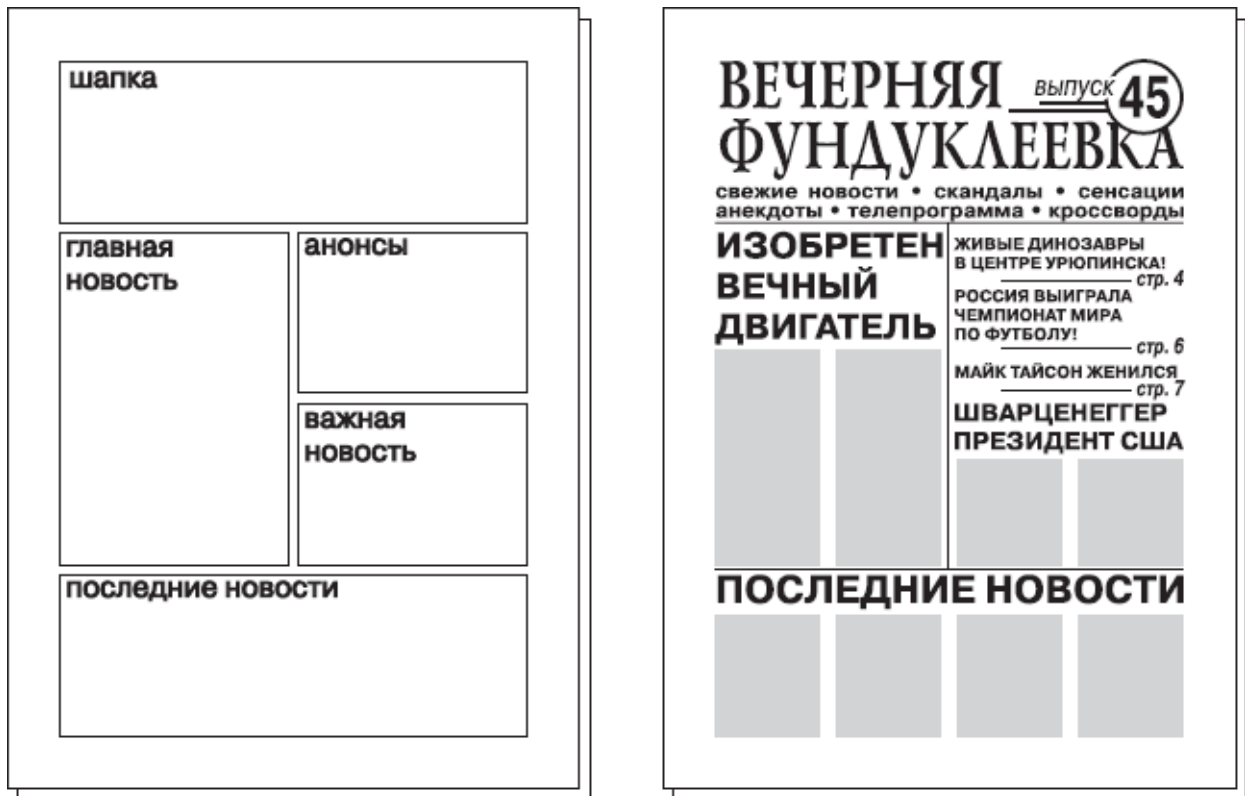 шапка
главная
новость
анонсы
важная
новость
последние новости
ВЕЧЕРНЯЯ
выпуск 45
ФУНДУКЛЕЕВКА
свежие новости • скандалы • сенсации
анекдоты • телепрограмма • кроссворды
ИЗОБРЕТЕН
ВЕЧНЫЙ
ДВИГАТЕЛЬ
ЖИВЫЕ ДИНОЗАВРЫ
В ЦЕНТРЕ УРЮПИНСКА!
стр. 4
РОССИЯ ВЫИГРАЛА
ЧЕМПИОНАТ МИРА
ПО ФУТБОЛУ!
стр. 6
МАЙК ТАЙСОН ЖЕНИЛСЯ
стр. 7
ШВАРЦЕНЕГГЕР
ПРЕЗИДЕНТ США
ПОСЛЕДНИЕ НОВОСТИ